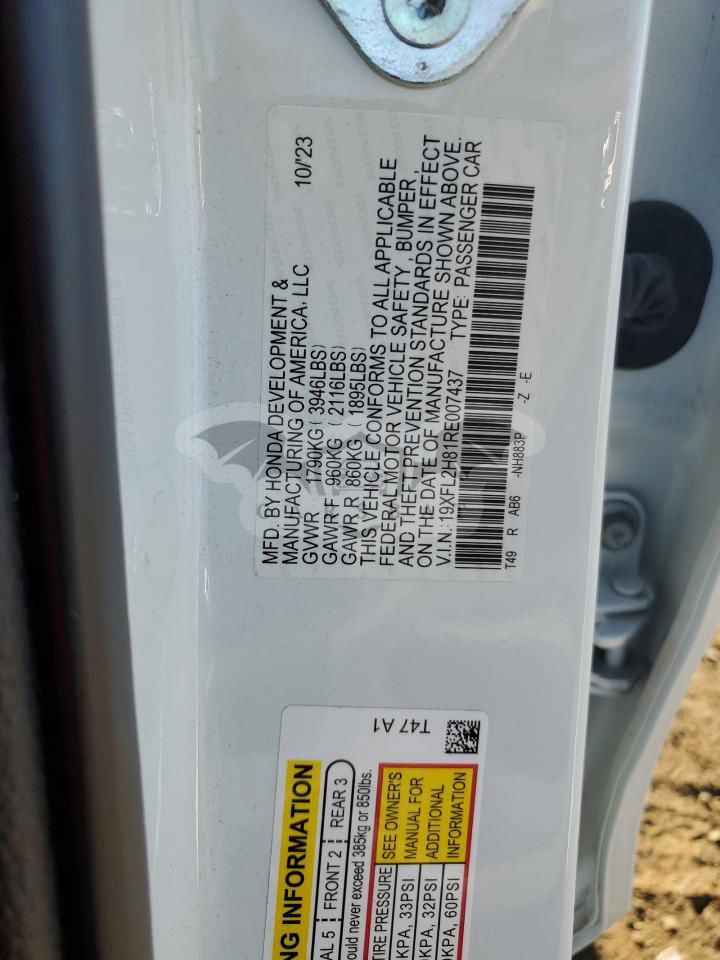 MFD. BY HONDA DEVELOPMENT &
MANUFACTURING OF AMERICA, LLC 10/'23
GVWR 1790KG ( 3946LBS)
GAWR F 960KG ( 2116LBS)
GAWR R 860KG ( 1895LBS)
THIS VEHICLE CONFORMS TO ALL APPLICABLE
FEDERAL MOTOR VEHICLE SAFETY , BUMPER ,
AND THEFT PREVENTION STANDARDS IN EFFECT
ON THE DATE OF MANUFACTURE SHOWN ABOVE.
V.I.N.:19XFL2H81RE007437 TYPE: PASSENGER CAR
T49 R AB6 -NH883P -Z -E
T47 A1
NG INFORMATION
AL 5 FRONT 2 REAR 3
ould never exceed 385kg or 850lbs.
TIRE PRESSURE SEE OWNER'S
KPA, 33PSI MANUAL FOR
KPA, 32PSI ADDITIONAL
KPA, 60PSI INFORMATION